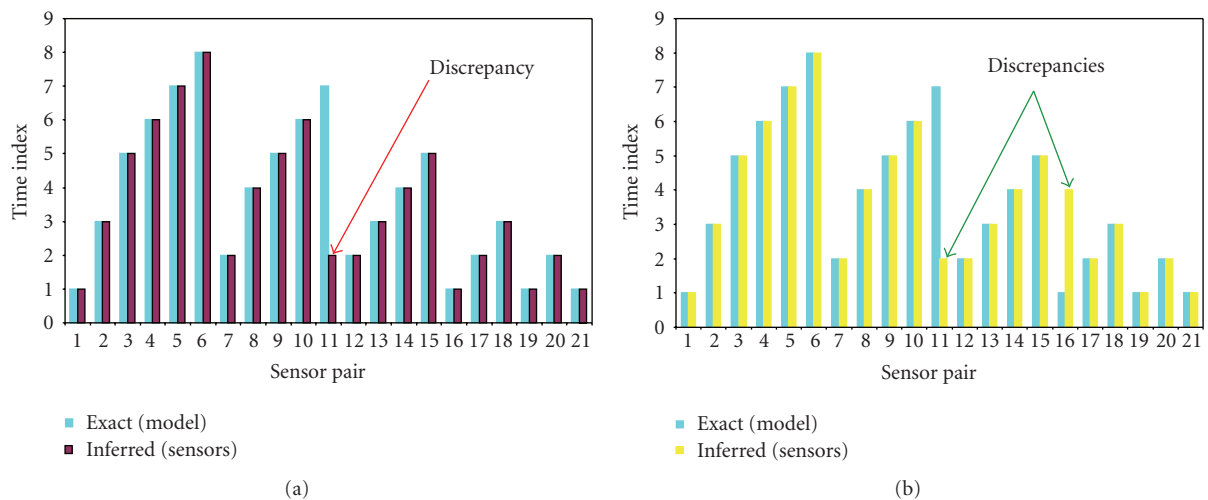 9
8
7
6
5
4
3
2
1
0
Time index
Discrepancy
1 2 3 4 5 6 7 8 9 10 11 12 13 14 15 16 17 18 19 20 21
Sensor pair
Exact (model)
Inferred (sensors)
(a)
9
8
7
6
5
4
3
2
1
0
Time index
Discrepancies
1 2 3 4 5 6 7 8 9 10 11 12 13 14 15 16 17 18 19 20 21
Sensor pair
Exact (model)
Inferred (sensors)
(b)